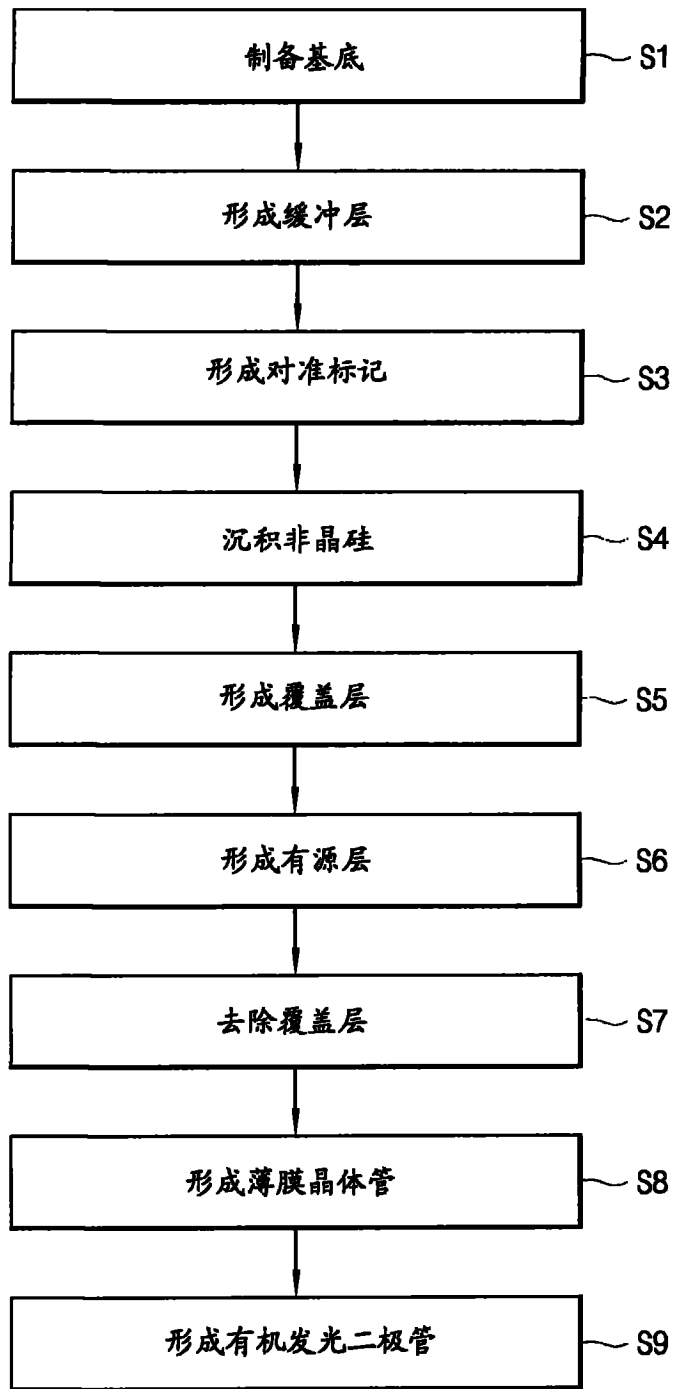 制备基底 S1
形成缓冲层 S2
形成对准标记 S3
沉积非晶硅 S4
形成覆盖层 S5
形成有源层 S6
去除覆盖层 S7
形成薄膜晶体管 S8
形成有机发光二极管 S9